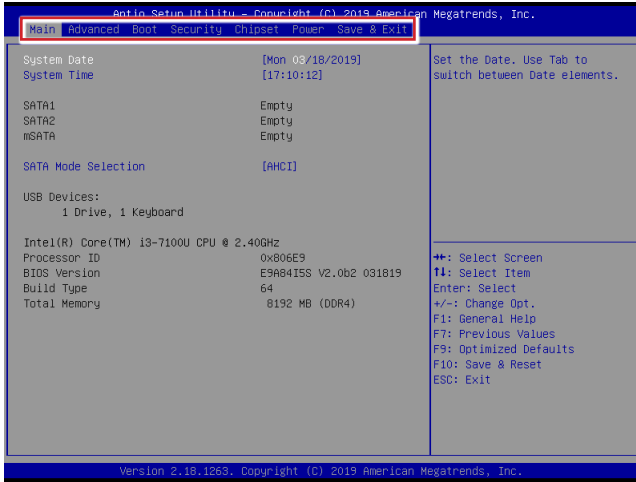 Aptio Setup Utility – Copyright (C) 2019 American Megatrends, Inc.
Main Advanced Boot Security Chipset Power Save & Exit
System Date [Mon 03/18/2019]
System Time [17:10:12]
SATA1 Empty
SATA2 Empty
mSATA Empty
SATA Mode Selection [AHCI]
USB Devices:
1 Drive, 1 Keyboard
Intel(R) Core(TM) i3-7100U CPU @ 2.40GHz
Processor ID 0x806E9
BIOS Version E9A84I5S V2.0b2 031819
Build Type 64
Total Memory 8192 MB (DDR4)
Set the Date. Use Tab to
switch between Date elements.
→←: Select Screen
↑↓: Select Item
Enter: Select
+/-: Change Opt.
F1: General Help
F7: Previous Values
F9: Optimized Defaults
F10: Save & Reset
ESC: Exit
Version 2.18.1263. Copyright (C) 2019 American Megatrends, Inc.